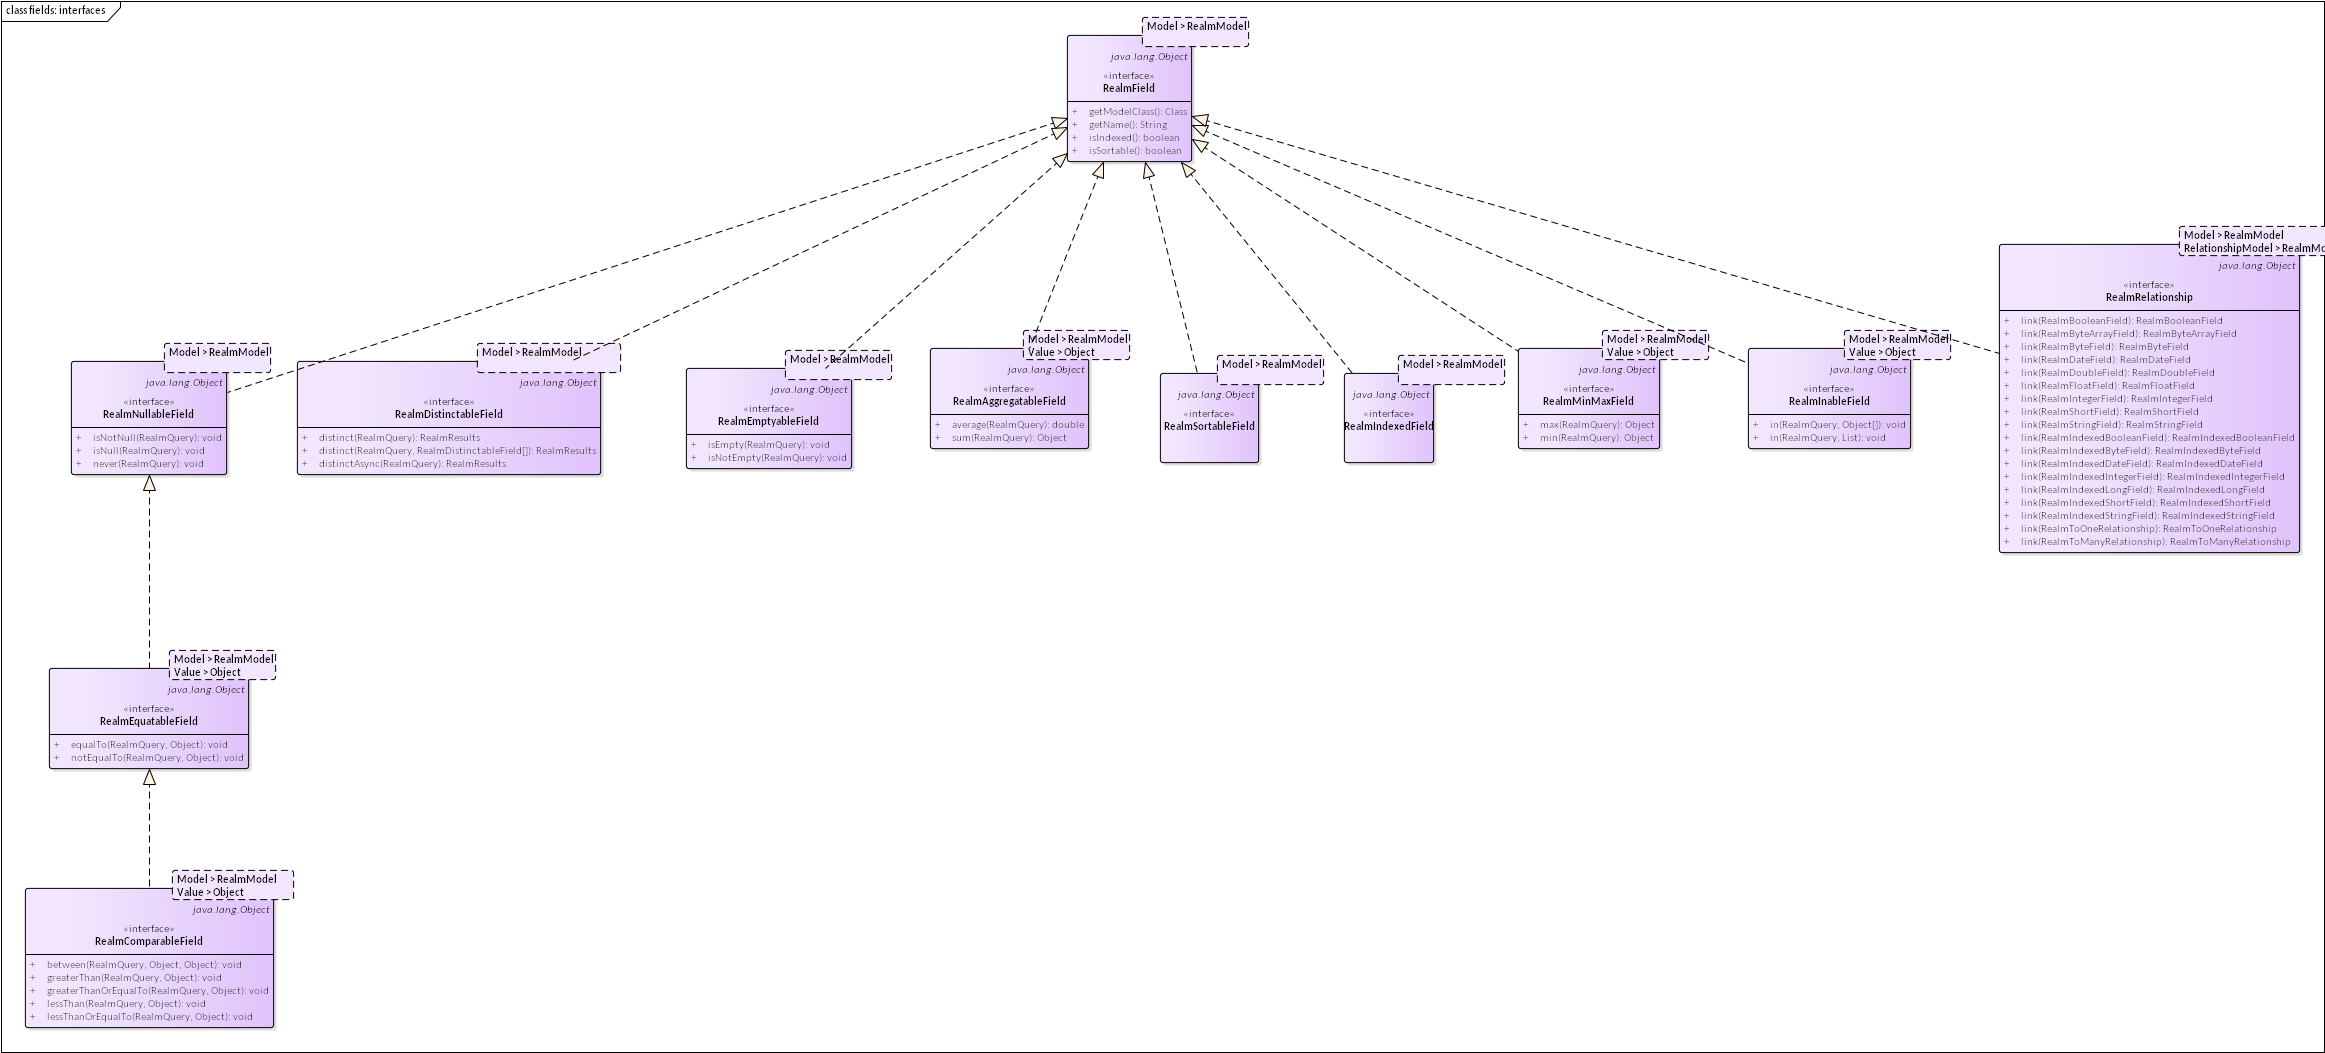 class fields: interfaces
Model > RealmModel
java.lang.Object
«interface»
RealmField
+ getModelClass(): Class
+ getName(): String
+ isIndexed(): boolean
+ isSortable(): boolean
Model > RealmModel
java.lang.Object
«interface»
RealmNullableField
+ isNotNull(RealmQuery): void
+ isNull(RealmQuery): void
+ never(RealmQuery): void
Model > RealmModel
java.lang.Object
«interface»
RealmDistinctableField
+ distinct(RealmQuery): RealmResults
+ distinct(RealmQuery, RealmDistinctableField[]): RealmResults
+ distinctAsync(RealmQuery): RealmResults
Model > RealmModel
java.lang.Object
«interface»
RealmEmptyableField
+ isEmpty(RealmQuery): void
+ isNotEmpty(RealmQuery): void
Model > RealmModel
Value > Object
java.lang.Object
«interface»
RealmAggregatableField
+ average(RealmQuery): double
+ sum(RealmQuery): Object
Model > RealmModel
java.lang.Object
«interface»
RealmSortableField
Model > RealmModel
java.lang.Object
«interface»
RealmIndexedField
Model > RealmModel
Value > Object
java.lang.Object
«interface»
RealmMinMaxField
+ max(RealmQuery): Object
+ min(RealmQuery): Object
Model > RealmModel
Value > Object
java.lang.Object
«interface»
RealmInableField
+ in(RealmQuery, Object[]): void
+ in(RealmQuery, List): void
Model > RealmModel
RelationshipModel > RealmMo
java.lang.Object
«interface»
RealmRelationship
+ link(RealmBooleanField): RealmBooleanField
+ link(RealmByteArrayField): RealmByteArrayField
+ link(RealmByteField): RealmByteField
+ link(RealmDateField): RealmDateField
+ link(RealmDoubleField): RealmDoubleField
+ link(RealmFloatField): RealmFloatField
+ link(RealmIntegerField): RealmIntegerField
+ link(RealmShortField): RealmShortField
+ link(RealmStringField): RealmStringField
+ link(RealmIndexedBooleanField): RealmIndexedBooleanField
+ link(RealmIndexedByteField): RealmIndexedByteField
+ link(RealmIndexedDateField): RealmIndexedDateField
+ link(RealmIndexedIntegerField): RealmIndexedIntegerField
+ link(RealmIndexedLongField): RealmIndexedLongField
+ link(RealmIndexedShortField): RealmIndexedShortField
+ link(RealmIndexedStringField): RealmIndexedStringField
+ link(RealmToOneRelationship): RealmToOneRelationship
+ link(RealmToManyRelationship): RealmToManyRelationship
Model > RealmModel
Value > Object
java.lang.Object
«interface»
RealmEquatableField
+ equalTo(RealmQuery, Object): void
+ notEqualTo(RealmQuery, Object): void
Model > RealmModel
Value > Object
java.lang.Object
«interface»
RealmComparableField
+ between(RealmQuery, Object, Object): void
+ greaterThan(RealmQuery, Object): void
+ greaterThanOrEqualTo(RealmQuery, Object): void
+ lessThan(RealmQuery, Object): void
+ lessThanOrEqualTo(RealmQuery, Object): void